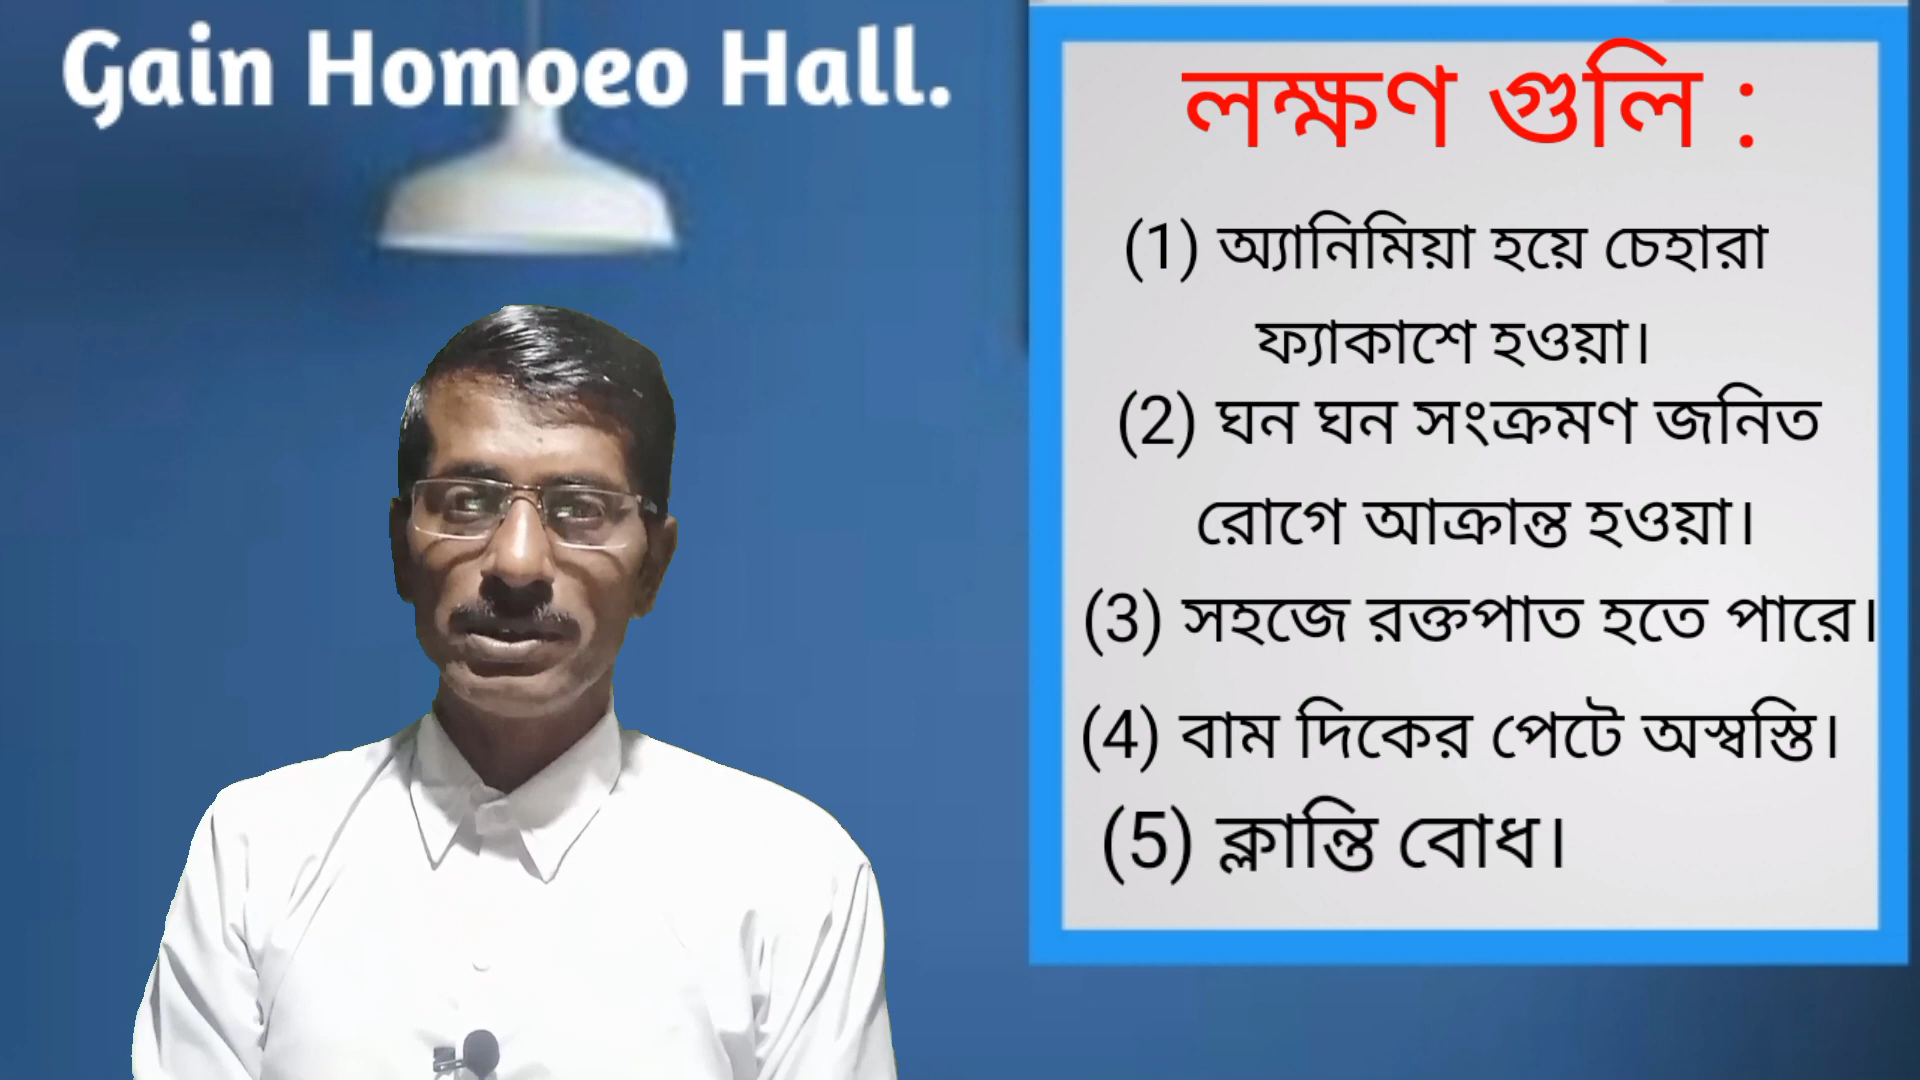 Gain Homoeo Hall.
লক্ষণ গুলি :
(1) অ্যানিমিয়া হয়ে চেহারা
ফ্যাকাশে হওয়া।
(2) ঘন ঘন সংক্রমণ জনিত
রোগে আক্রান্ত হওয়া।
(3) সহজে রক্তপাত হতে পারে।
(4) বাম দিকের পেটে অস্বস্তি।
(5) ক্লান্তি বোধ।